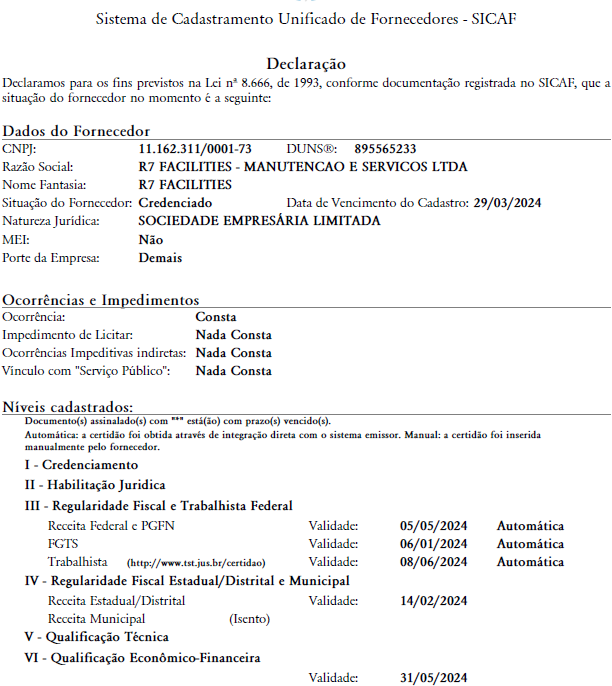 Sistema de Cadastramento Unificado de Fornecedores - SICAF
Declaração
Declaramos para os fins previstos na Lei nª 8.666, de 1993, conforme documentação registrada no SICAF, que a
situação do fornecedor no momento é a seguinte:
Dados do Fornecedor
CNPJ: 11.162.311/0001-73 DUNS®: 895565233
Razão Social: R7 FACILITIES - MANUTENCAO E SERVICOS LTDA
Nome Fantasia: R7 FACILITIES
Situação do Fornecedor: Credenciado Data de Vencimento do Cadastro: 29/03/2024
Natureza Jurídica: SOCIEDADE EMPRESÁRIA LIMITADA
MEI: Não
Porte da Empresa: Demais
Ocorrências e Impedimentos
Ocorrência: Consta
Impedimento de Licitar: Nada Consta
Ocorrências Impeditivas indiretas: Nada Consta
Vínculo com "Serviço Público": Nada Consta
Níveis cadastrados:
Documento(s) assinalado(s) com "*" está(ão) com prazo(s) vencido(s).
Automática: a certidão foi obtida através de integração direta com o sistema emissor. Manual: a certidão foi inserida
manualmente pelo fornecedor.
I - Credenciamento
II - Habilitação Jurídica
III - Regularidade Fiscal e Trabalhista Federal
Receita Federal e PGFN Validade: 05/05/2024 Automática
FGTS Validade: 06/01/2024 Automática
Trabalhista (http://www.tst.jus.br/certidao) Validade: 08/06/2024 Automática
IV - Regularidade Fiscal Estadual/Distrital e Municipal
Receita Estadual/Distrital Validade: 14/02/2024
Receita Municipal (Isento)
V - Qualificação Técnica
VI - Qualificação Econômico-Financeira
Validade: 31/05/2024